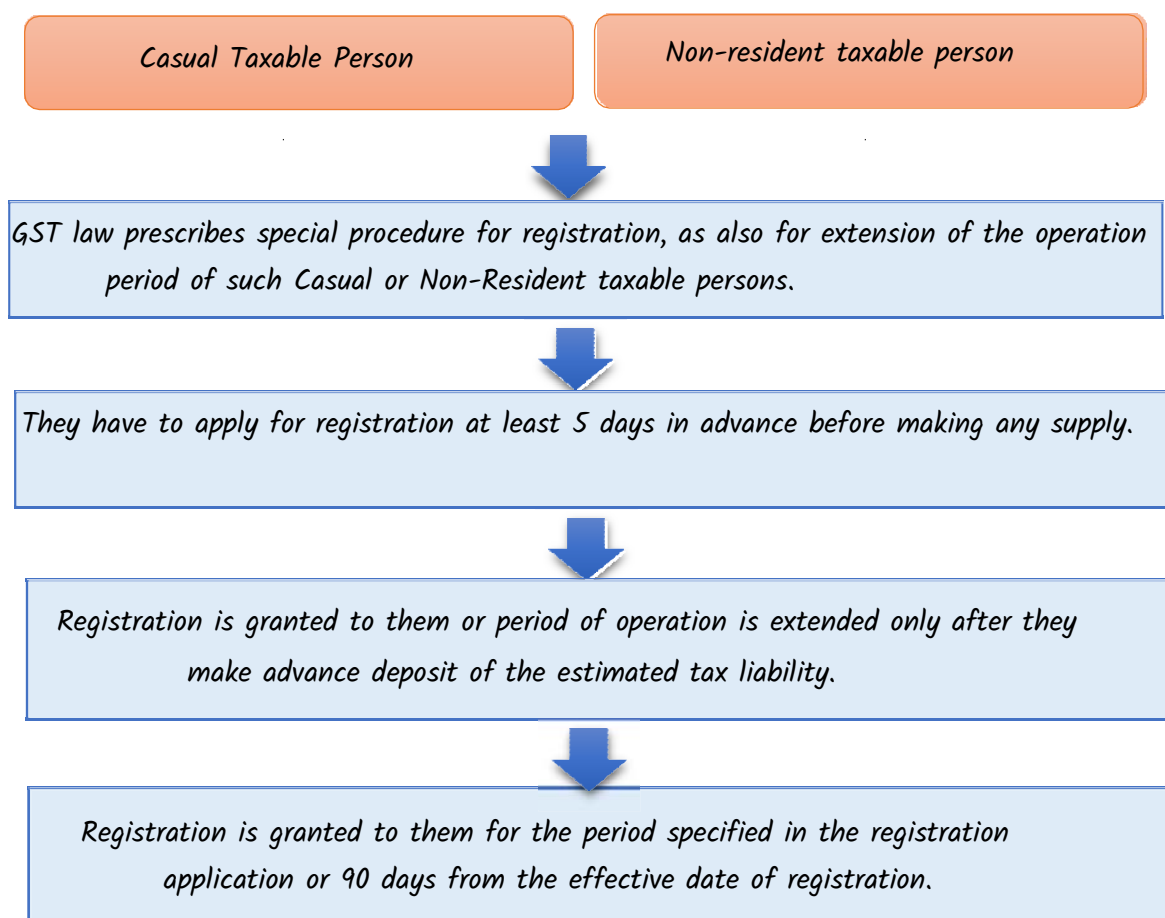 Casual Taxable Person
Non-resident taxable person
GST law prescribes special procedure for registration, as also for extension of the operation
period of such Casual or Non-Resident taxable persons.
They have to apply for registration at least 5 days in advance before making any supply.
Registration is granted to them or period of operation is extended only after they
make advance deposit of the estimated tax liability.
Registration is granted to them for the period specified in the registration
application or 90 days from the effective date of registration.